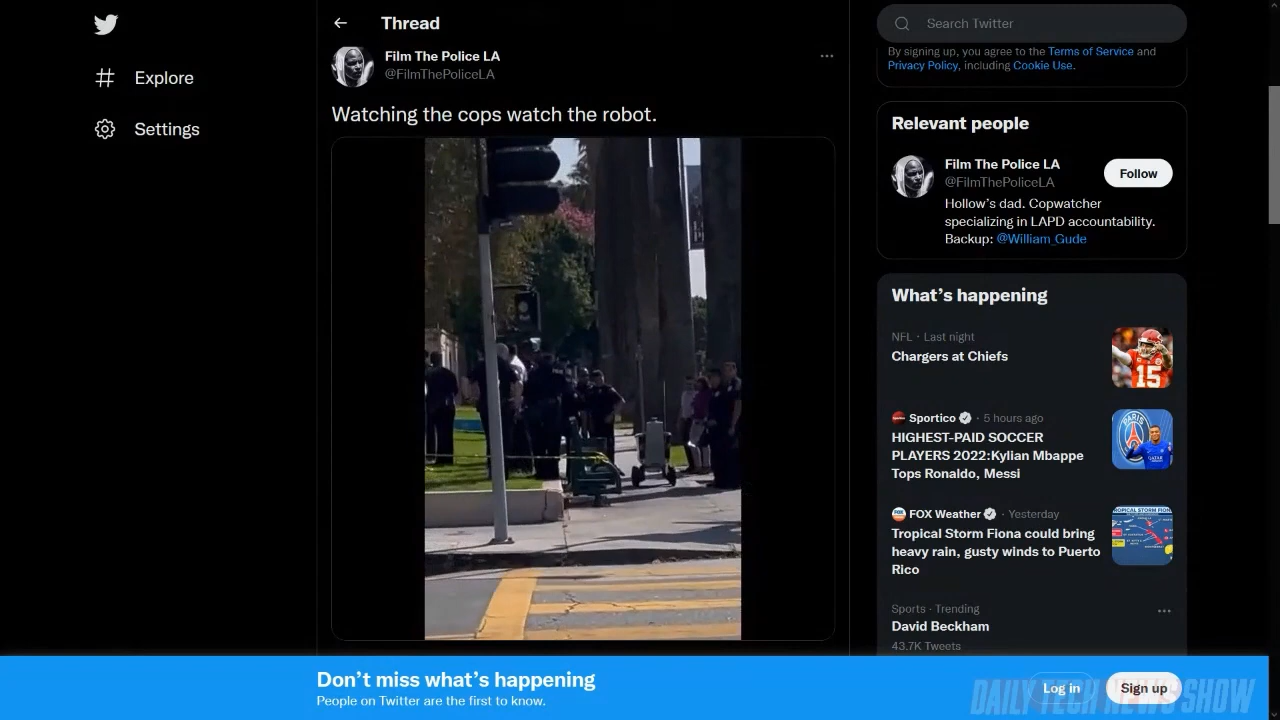 Explore
Settings
Thread
Film The Police LA
@FilmThePoliceLA
Watching the cops watch the robot.
Search Twitter
By signing up, you agree to the Terms of Service and
Privacy Policy, including Cookie Use.
Relevant people
Film The Police LA
@FilmThePoliceLA
Follow
Hollow's dad. Copwatcher
specializing in LAPD accountability.
Backup: @William_Gude
What's happening
NFL · Last night
Chargers at Chiefs
15
Sportico · 5 hours ago
HIGHEST-PAID SOCCER
PLAYERS 2022:Kylian Mbappe
Tops Ronaldo, Messi
PARIS
FOX Weather · Yesterday
Tropical Storm Fiona could bring
heavy rain, gusty winds to Puerto
Rico
Sports · Trending
David Beckham
43.7K Tweets
Don't miss what's happening
People on Twitter are the first to know.
Log in
Sign up
DAILY TECH NEWS SHOW